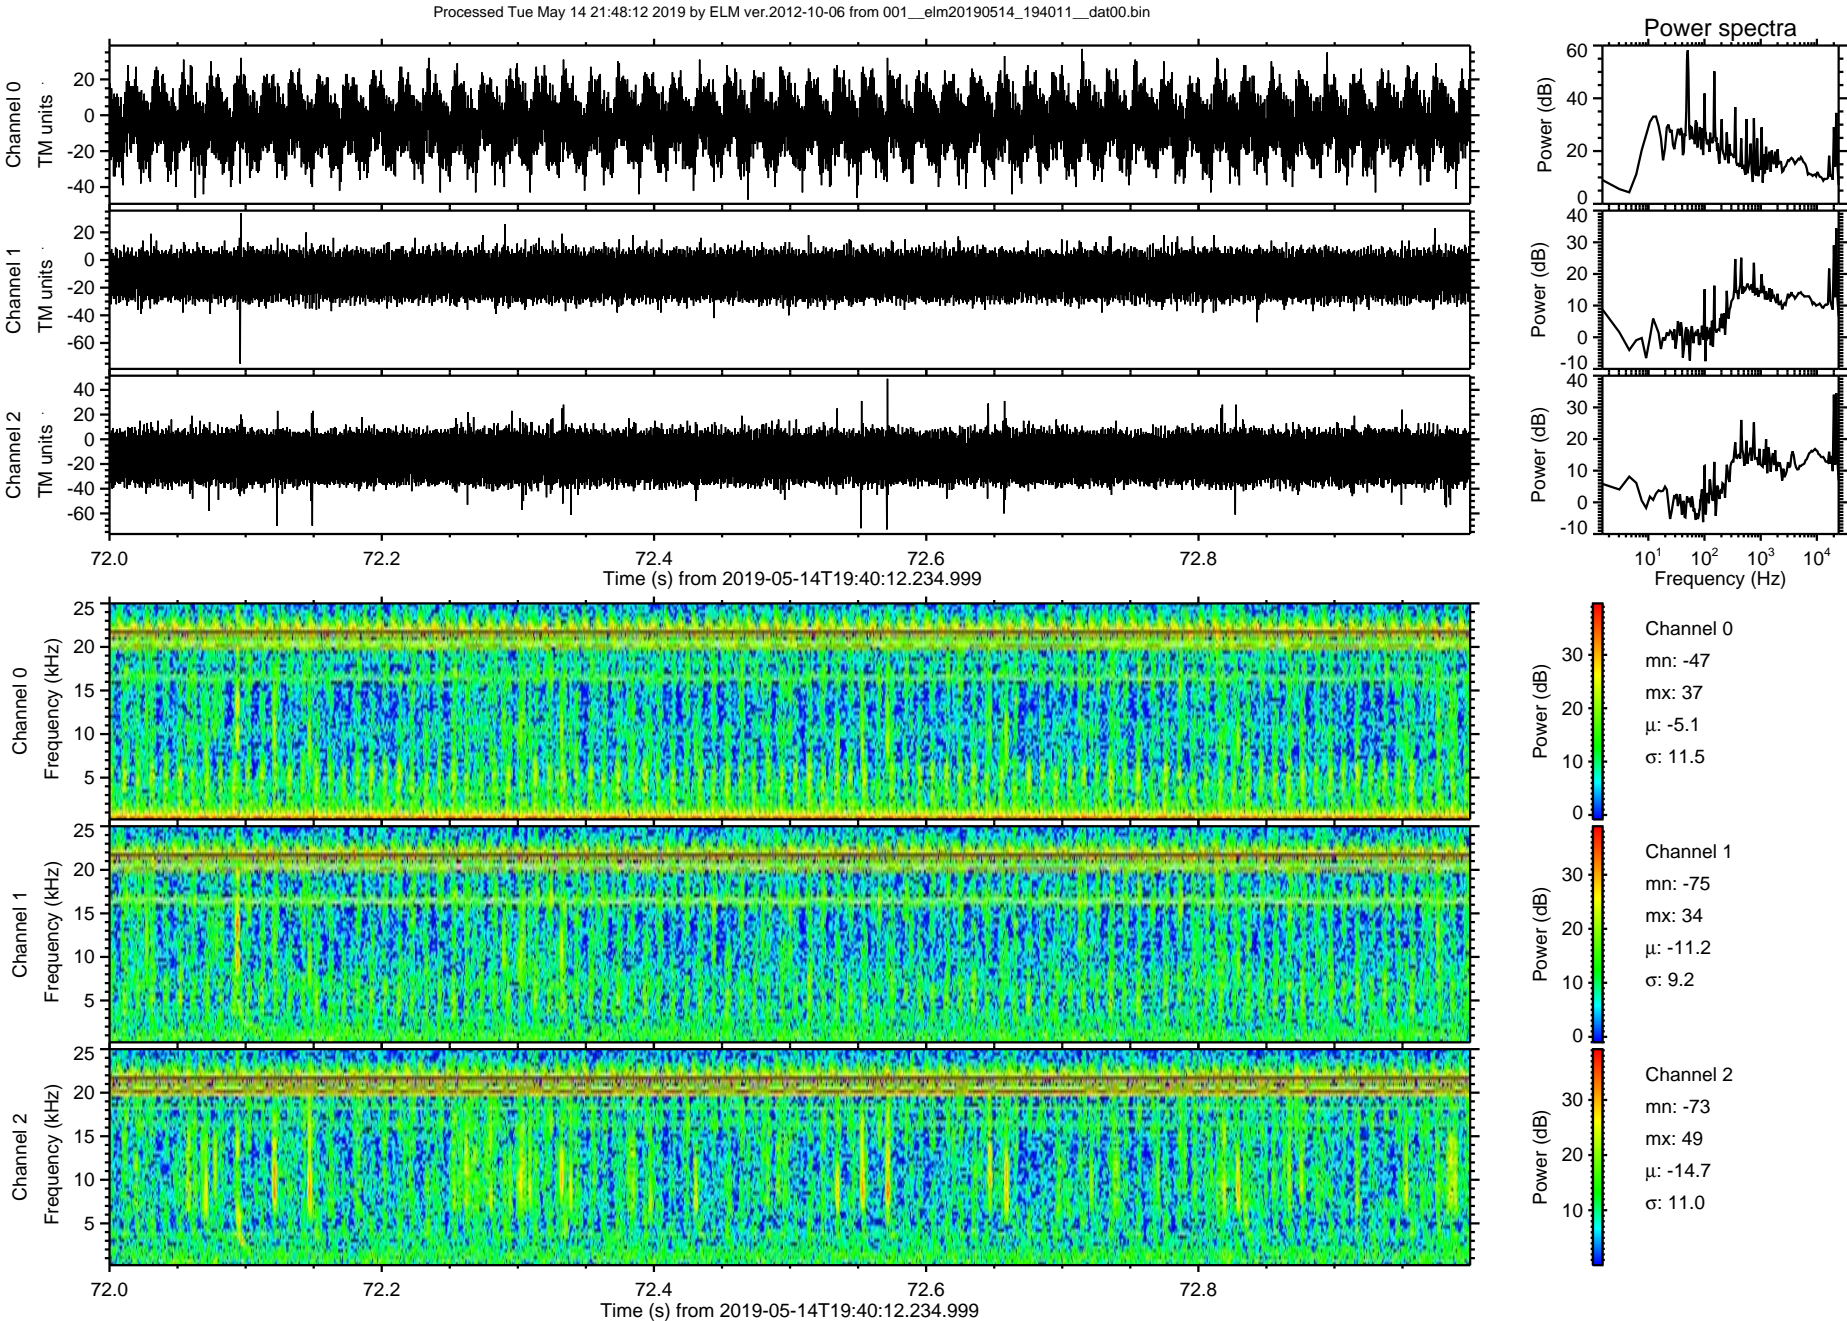 Processed Tue May 14 21:48:12 2019 by ELM ver.2012-10-06 from 001__elm20190514_194011__dat00.bin
Power spectra
Channel 0
TM units
20
0
-20
-40
Power (dB)
60
40
20
0
Channel 1
TM units
20
0
-20
-40
-60
Power (dB)
40
30
20
10
0
-10
Channel 2
TM units
40
20
0
-20
-40
-60
Power (dB)
40
30
20
10
0
-10
72.0 72.2 72.4 72.6 72.8
Time (s) from 2019-05-14T19:40:12.234.999
10^1 10^2 10^3 10^4
Frequency (Hz)
Channel 0
Frequency (kHz)
25
20
15
10
5
Power (dB)
30
20
10
0
Channel 0
mn: -47
mx: 37
μ: -5.1
σ: 11.5
Channel 1
Frequency (kHz)
25
20
15
10
5
Power (dB)
30
20
10
0
Channel 1
mn: -75
mx: 34
μ: -11.2
σ: 9.2
Channel 2
Frequency (kHz)
25
20
15
10
5
Power (dB)
30
20
10
Channel 2
mn: -73
mx: 49
μ: -14.7
σ: 11.0
72.0 72.2 72.4 72.6 72.8
Time (s) from 2019-05-14T19:40:12.234.999